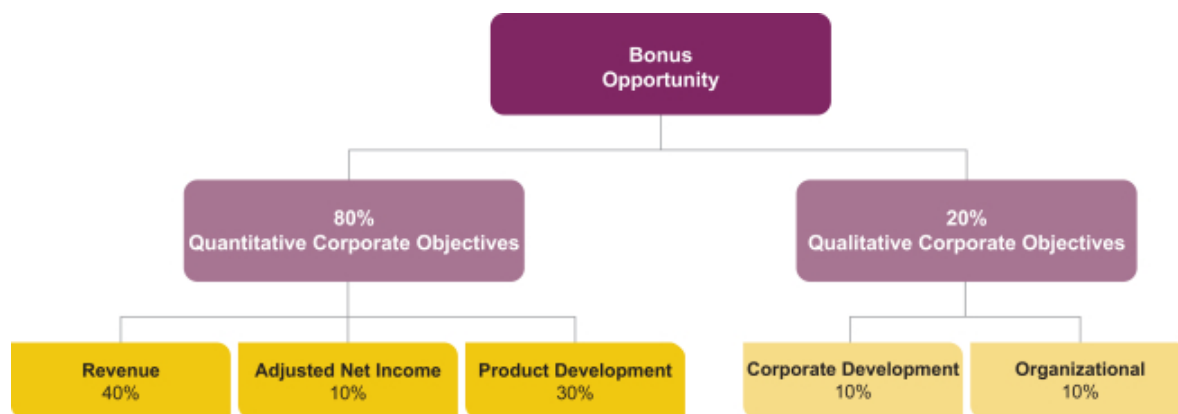 Bonus
Opportunity
80%
Quantitative Corporate Objectives
20%
Qualitative Corporate Objectives
Revenue
40%
Adjusted Net Income
10%
Product Development
30%
Corporate Development
10%
Organizational
10%